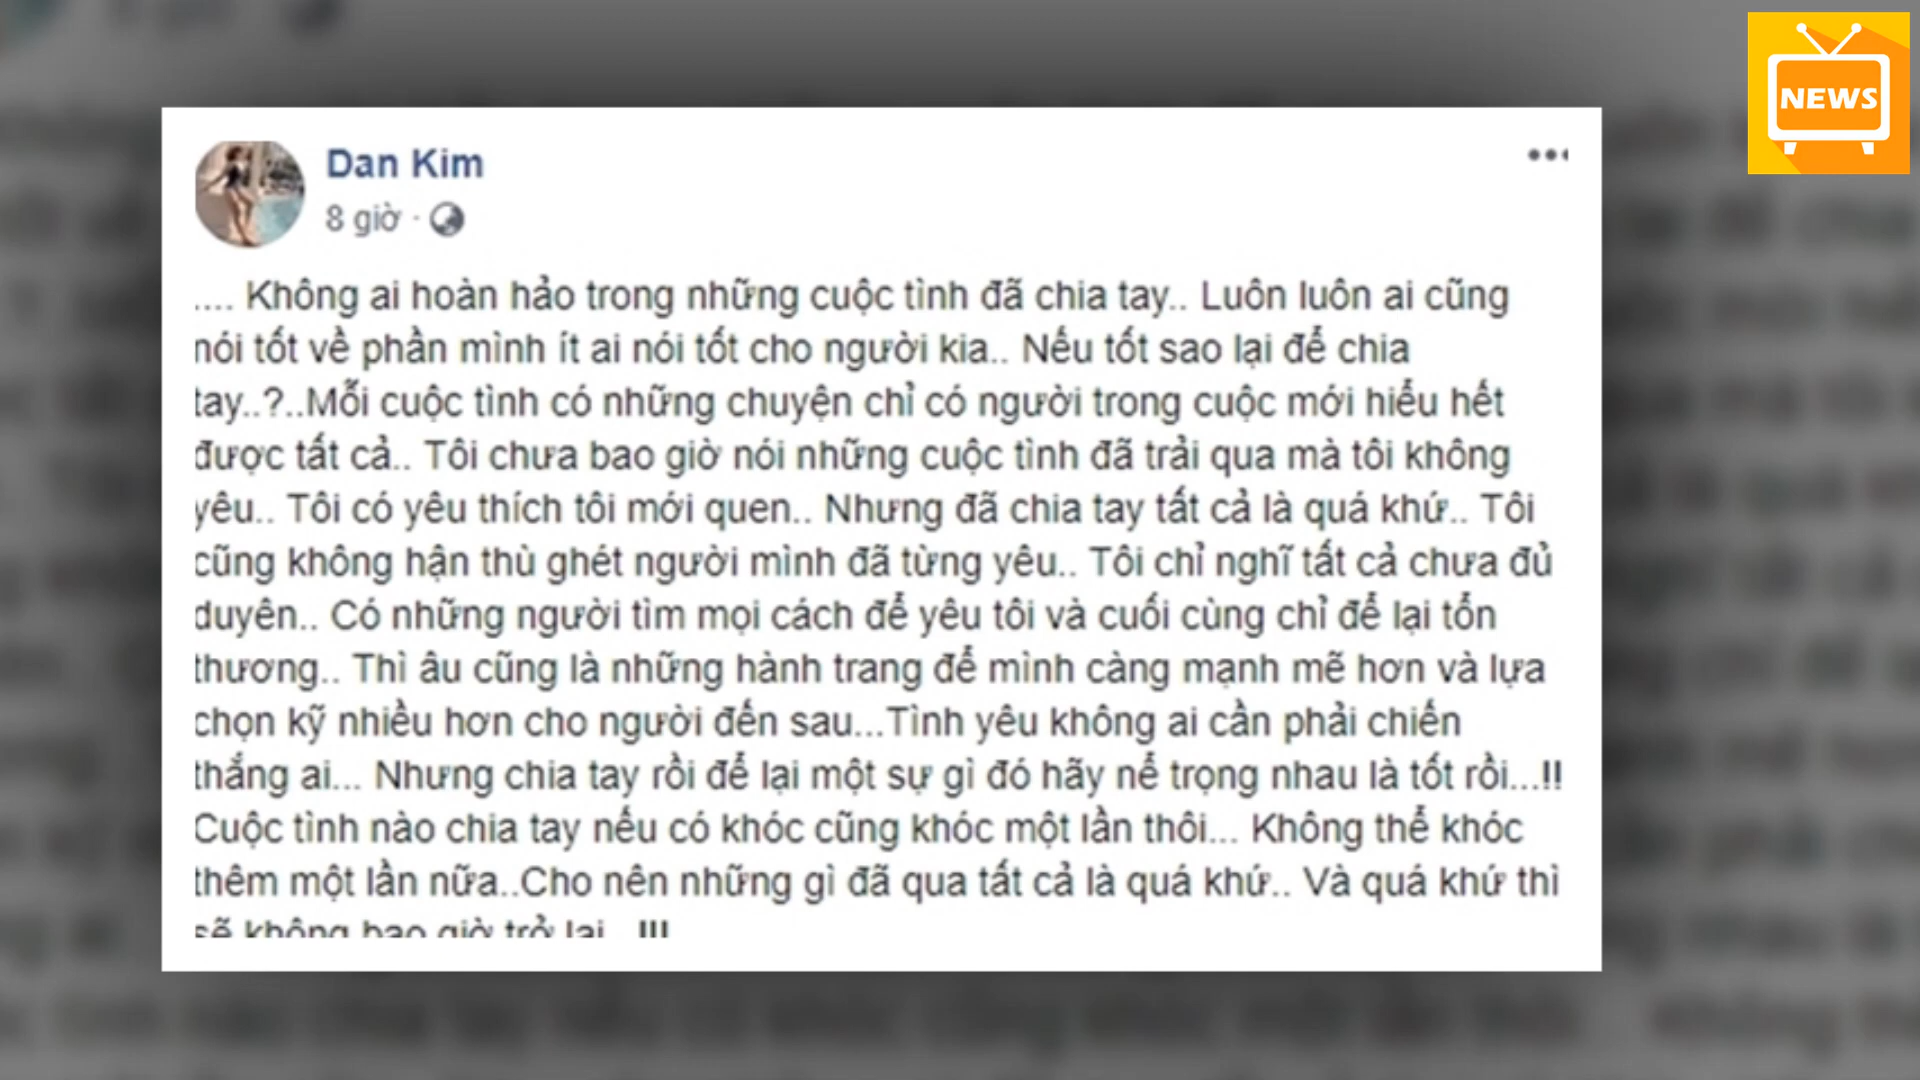 NEWS
Dan Kim
8 giờ ·
.... Không ai hoàn hảo trong những cuộc tình đã chia tay.. Luôn luôn ai cũng
nói tốt về phần mình ít ai nói tốt cho người kia.. Nếu tốt sao lại để chia
tay..?..Mỗi cuộc tình có những chuyện chỉ có người trong cuộc mới hiểu hết
được tất cả.. Tôi chưa bao giờ nói những cuộc tình đã trải qua mà tôi không
yêu.. Tôi có yêu thích tôi mới quen.. Nhưng đã chia tay tất cả là quá khứ.. Tôi
cũng không hận thù ghét người mình đã từng yêu.. Tôi chỉ nghĩ tất cả chưa đủ
duyên.. Có những người tìm mọi cách để yêu tôi và cuối cùng chỉ để lại tổn
thương.. Thì âu cũng là những hành trang để mình càng mạnh mẽ hơn và lựa
chọn kỹ nhiều hơn cho người đến sau...Tình yêu không ai cần phải chiến
thắng ai... Nhưng chia tay rồi để lại một sự gì đó hãy nể trọng nhau là tốt rồi...!!
Cuộc tình nào chia tay nếu có khóc cũng khóc một lần thôi... Không thể khóc
thêm một lần nữa..Cho nên những gì đã qua tất cả là quá khứ.. Và quá khứ thì
sẽ không bao giờ trở lại...!!!